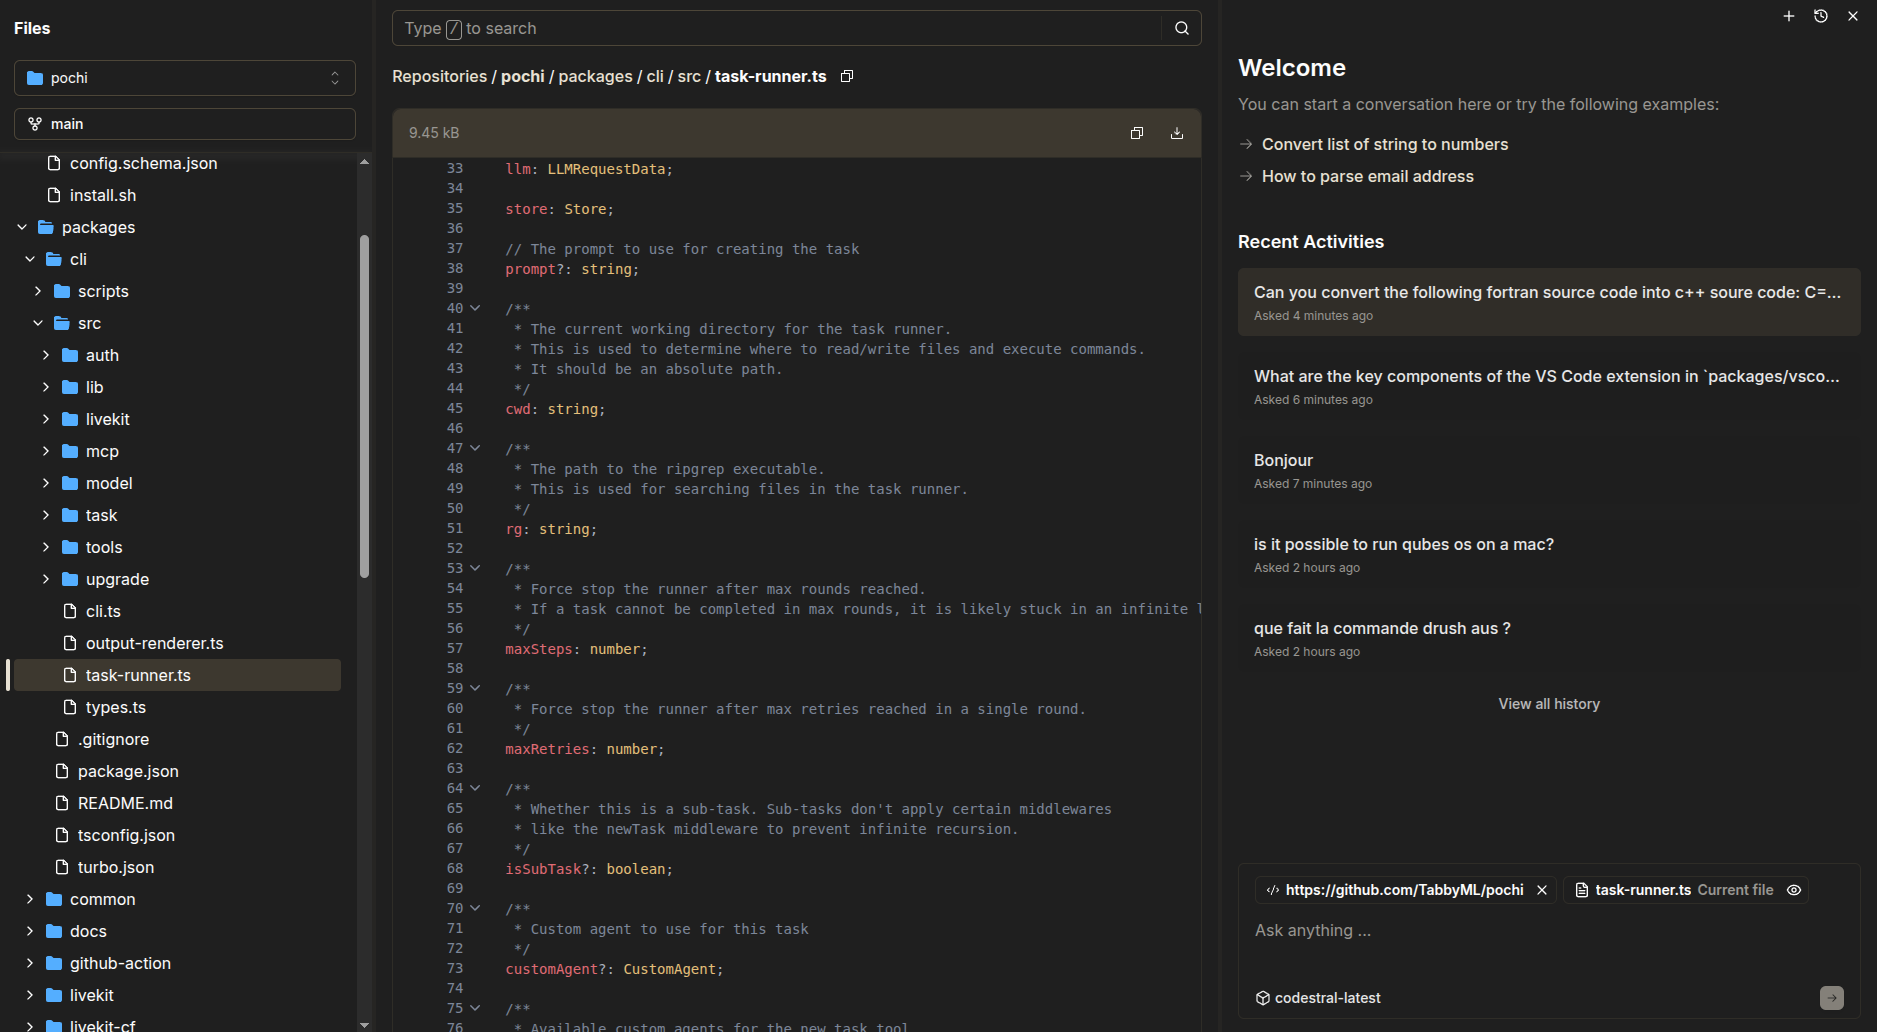 Files
pochi
main
config.schema.json
install.sh
packages
cli
scripts
src
auth
lib
livekit
mcp
model
task
tools
upgrade
cli.ts
output-renderer.ts
task-runner.ts
types.ts
.gitignore
package.json
README.md
tsconfig.json
turbo.json
common
docs
github-action
livekit
livekit-cf
Type / to search
Repositories / pochi / packages / cli / src / task-runner.ts
9.45 kB
33 llm: LLMRequestData;
34
35 store: Store;
36
37 // The prompt to use for creating the task
38 prompt?: string;
39
40 /**
41 * The current working directory for the task runner.
42 * This is used to determine where to read/write files and execute commands.
43 * It should be an absolute path.
44 */
45 cwd: string;
46
47 /**
48 * The path to the ripgrep executable.
49 * This is used for searching files in the task runner.
50 */
51 rg: string;
52
53 /**
54 * Force stop the runner after max rounds reached.
55 * If a task cannot be completed in max rounds, it is likely stuck in an infinite l
56 */
57 maxSteps: number;
58
59 /**
60 * Force stop the runner after max retries reached in a single round.
61 */
62 maxRetries: number;
63
64 /**
65 * Whether this is a sub-task. Sub-tasks don't apply certain middlewares
66 * like the newTask middleware to prevent infinite recursion.
67 */
68 isSubTask?: boolean;
69
70 /**
71 * Custom agent to use for this task
72 */
73 customAgent?: CustomAgent;
74
75 /**
76 * Available custom agents for the new task tool
Welcome
You can start a conversation here or try the following examples:
Convert list of string to numbers
How to parse email address
Recent Activities
Can you convert the following fortran source code into c++ soure code: C=...
Asked 4 minutes ago
What are the key components of the VS Code extension in `packages/vsco...
Asked 6 minutes ago
Bonjour
Asked 7 minutes ago
is it possible to run qubes os on a mac?
Asked 2 hours ago
que fait la commande drush aus ?
Asked 2 hours ago
View all history
https://github.com/TabbyML/pochi
task-runner.ts Current file
Ask anything ...
codestral-latest